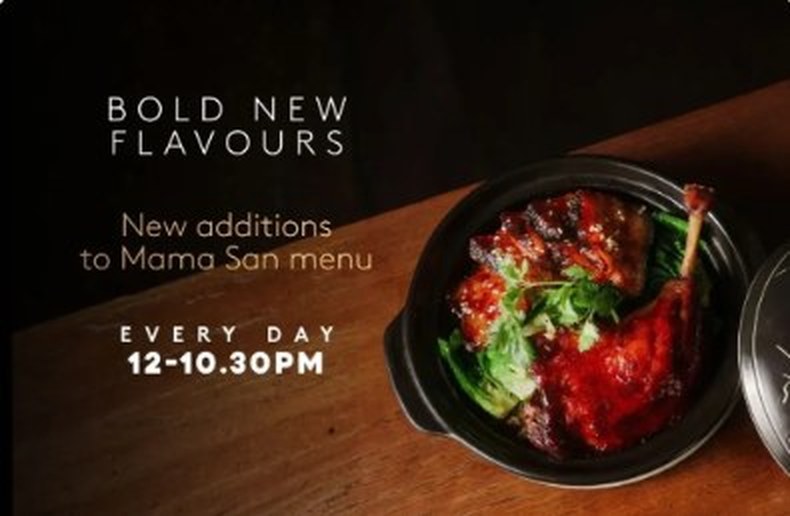 BOLD NEW
FLAVOURS
New additions
to Mama San menu
EVERY DAY
12-10.30PM